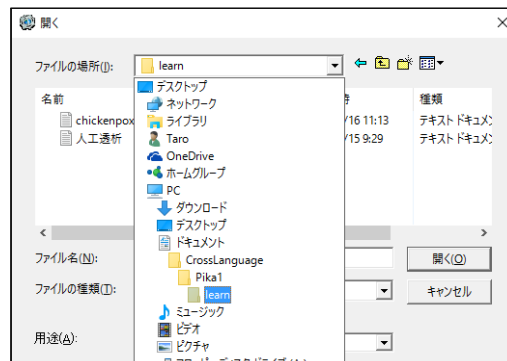 開く
ファイルの場所(I):
learn
名前
種類
chickenpox
/16 11:13
テキスト ドキュメン
人工透析
/15 9:29
テキスト ドキュメン
デスクトップ
ネットワーク
ライブラリ
Taro
OneDrive
ホームグループ
PC
ダウンロード
デスクトップ
ドキュメント
CrossLanguage
Pika1
learn
ミュージック
ビデオ
ピクチャ
ファイル名(N):
開く(O)
ファイルの種類(T):
キャンセル
用途(A):